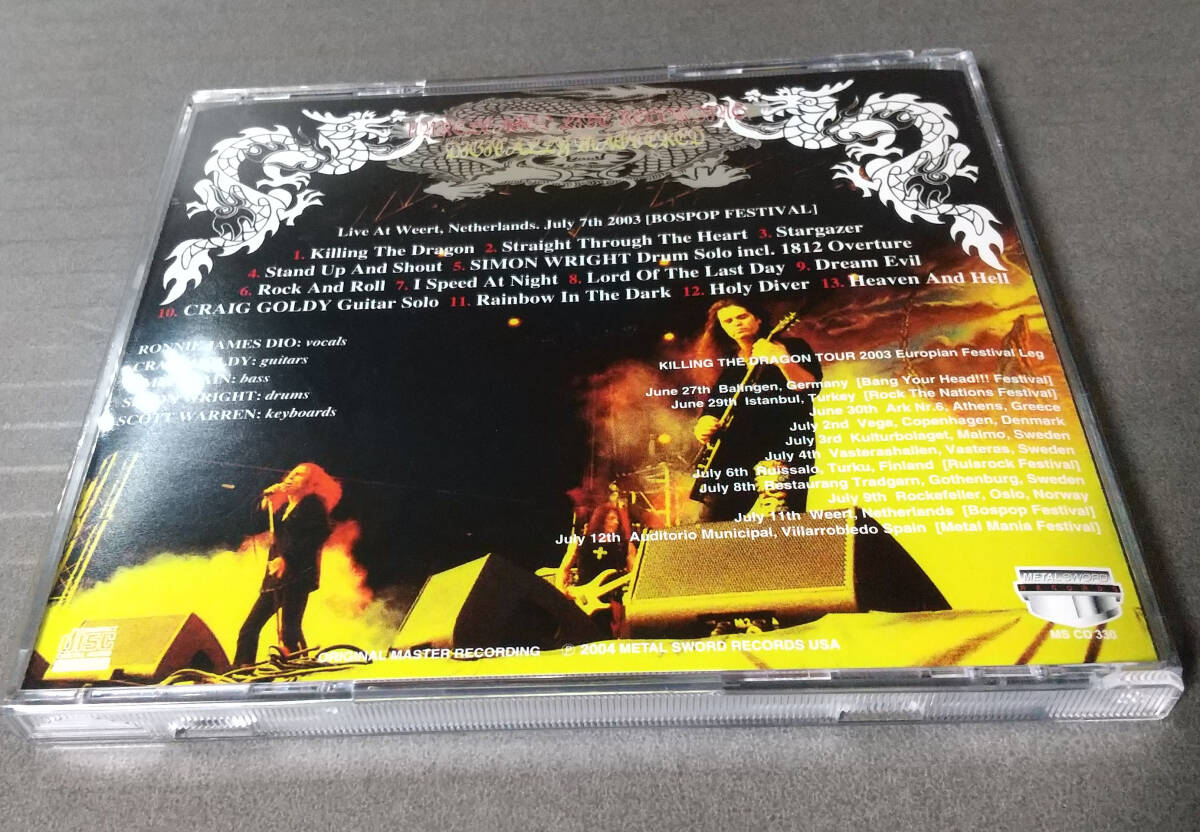 DIGITALLY MASTERED
Live At Weert, Netherlands. July 7th 2003 [BOSPOP FESTIVAL]
1. Killing The Dragon 2. Straight Through The Heart 3. Stargazer
4. Stand Up And Shout 5. SIMON WRIGHT Drum Solo incl. 1812 Overture
6. Rock And Roll 7. I Speed At Night 8. Lord Of The Last Day 9. Dream Evil
10. CRAIG GOLDY Guitar Solo 11. Rainbow In The Dark 12. Holy Diver 13. Heaven And Hell
RONNIE JAMES DIO: vocals
guitars
bass
WRIGHT: drums
SCOTT WARREN: keyboards
KILLING THE DRAGON TOUR 2003 Europian Festival Leg
June 27th Balingen, Germany [Bang Your Head!!! Festival]
June 29th Istanbul, Turkey [Rock The Nations Festival]
June 30th Ark Nr.6, Athens, Greece
July 2nd Vega, Copenhagen, Denmark
July 3rd Kulturbolaget, Malmo, Sweden
July 4th Vasterashallen, Vasteras, Sweden
July 6th Ruissalo, Turku, Finland [Ruisrock Festival]
July 8th Restaurang Tradgarn, Gothenburg, Sweden
July 9th Rockefeller, Oslo, Norway
July 11th Weert, Netherlands [Bospop Festival]
July 12th Auditorio Municipal, Villarrobledo Spain [Metal Mania Festival]
METAL SWORD
MS CD 330
disc
ORIGINAL MASTER RECORDING ℗ 2004 METAL SWORD RECORDS USA